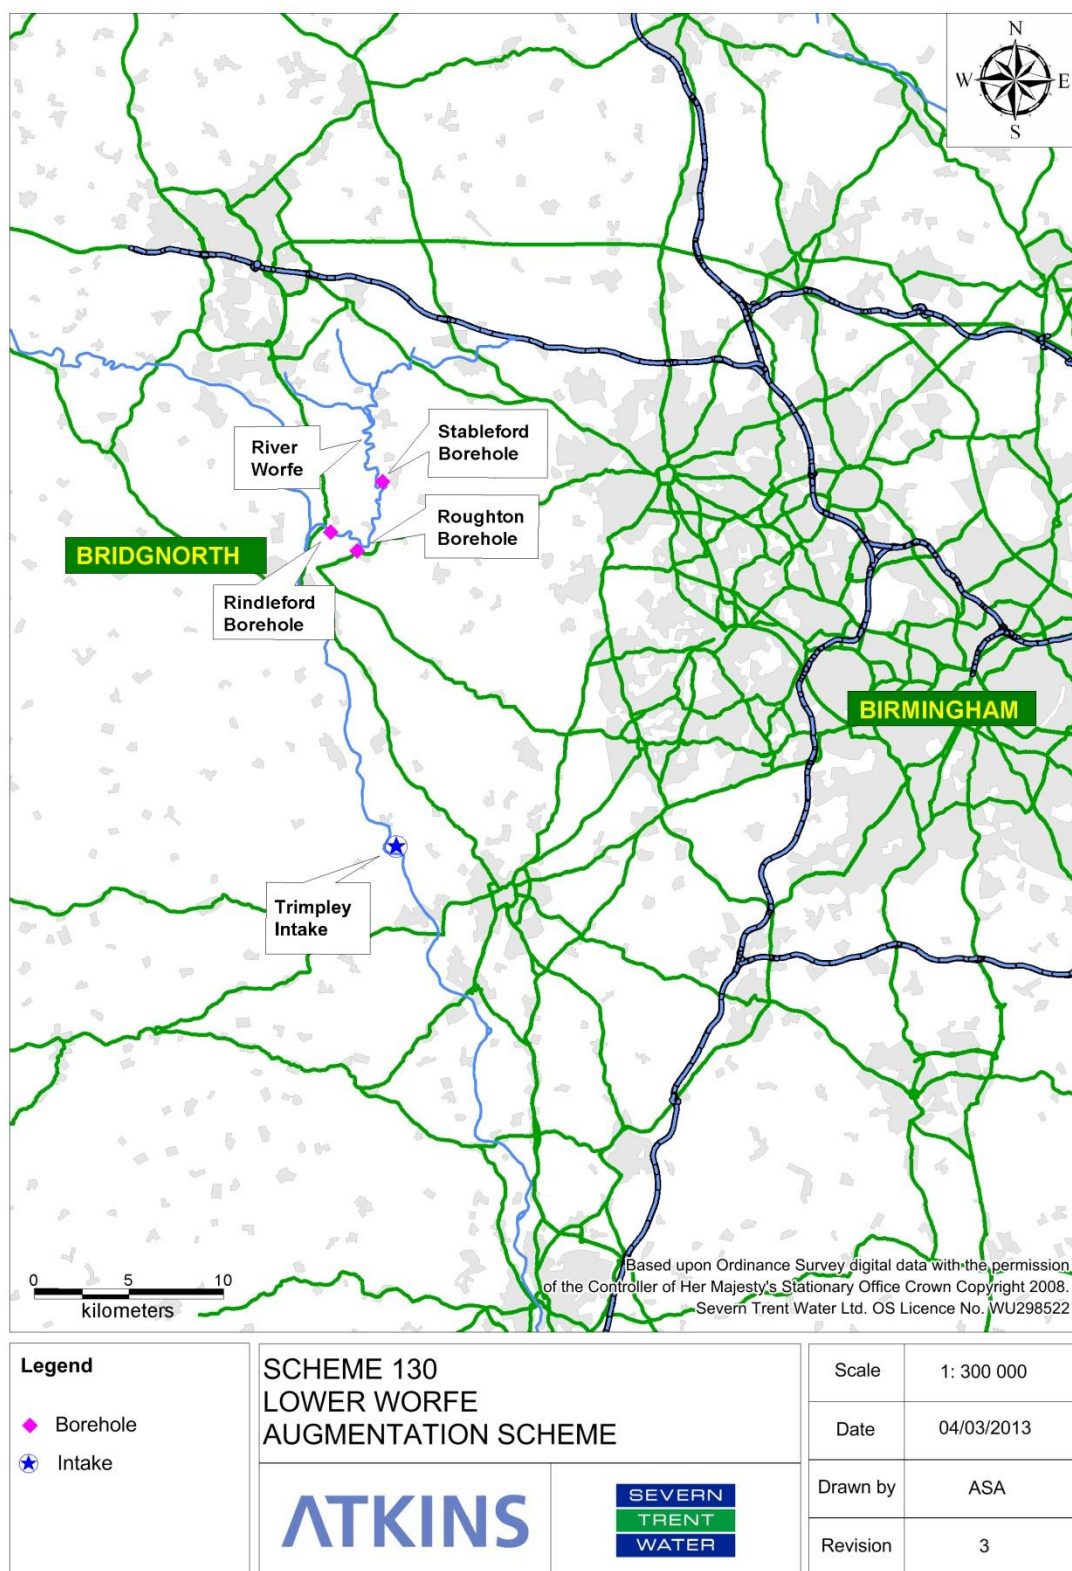 N
W
E
S
River
Worfe
Stableford
Borehole
Roughton
Borehole
BRIDGNORTH
Rindleford
Borehole
BIRMINGHAM
Trimpley
Intake
0 5 10
kilometers
Based upon Ordinance Survey digital data with the permission
of the Controller of Her Majesty's Stationary Office Crown Copyright 2008.
Severn Trent Water Ltd. OS Licence No. WU298522
Legend
Borehole
Intake
SCHEME 130
LOWER WORFE
AUGMENTATION SCHEME
ATKINS
SEVERN
TRENT
WATER
Scale 1: 300 000
Date 04/03/2013
Drawn by ASA
Revision 3